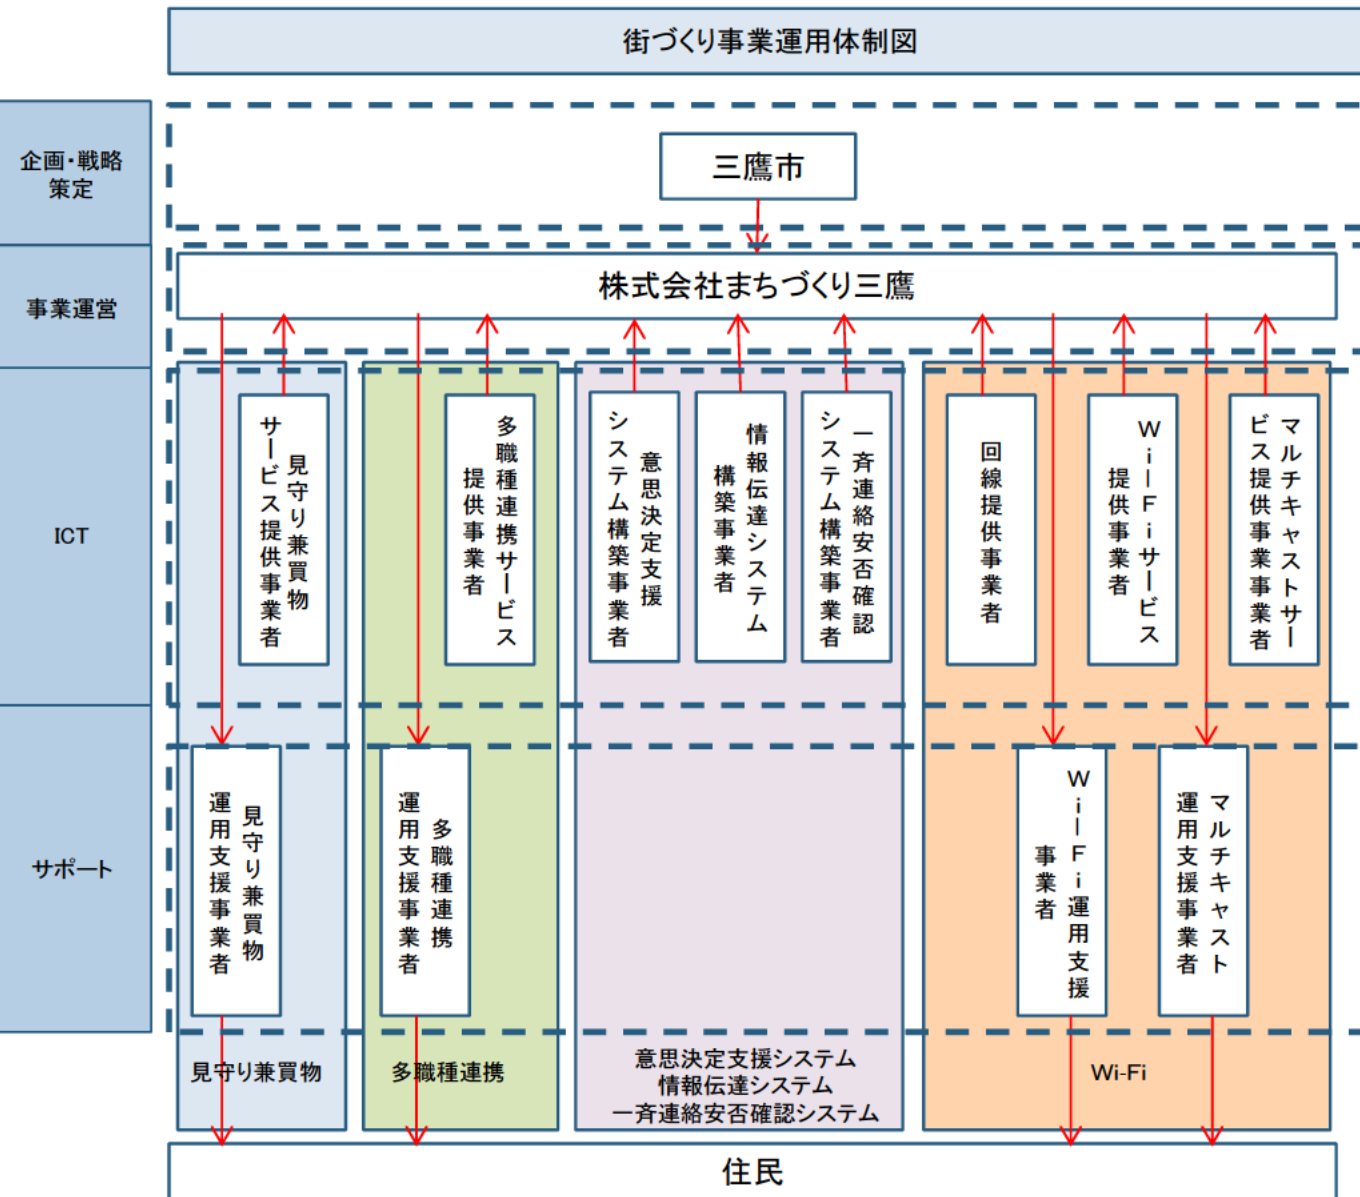 街づくり事業運用体制図
企画・戦略
策定
三鷹市
事業運営
株式会社まちづくり三鷹
ICT
見守り兼買物
サービス提供事業者
多職種連携サービス
提供事業者
意思決定支援
システム構築事業者
情報伝達システム
構築事業者
一斉連絡安否確認
システム構築事業者
回線提供事業者
WiーFiサービス
提供事業者
マルチキャストサー
ビス提供事業事業者
サポート
見守り兼買物
運用支援事業者
多職種連携
運用支援事業者
WiーFi運用支援
事業者
マルチキャスト
運用支援事業者
見守り兼買物
多職種連携
意思決定支援システム
情報伝達システム
一斉連絡安否確認システム
Wi-Fi
住民